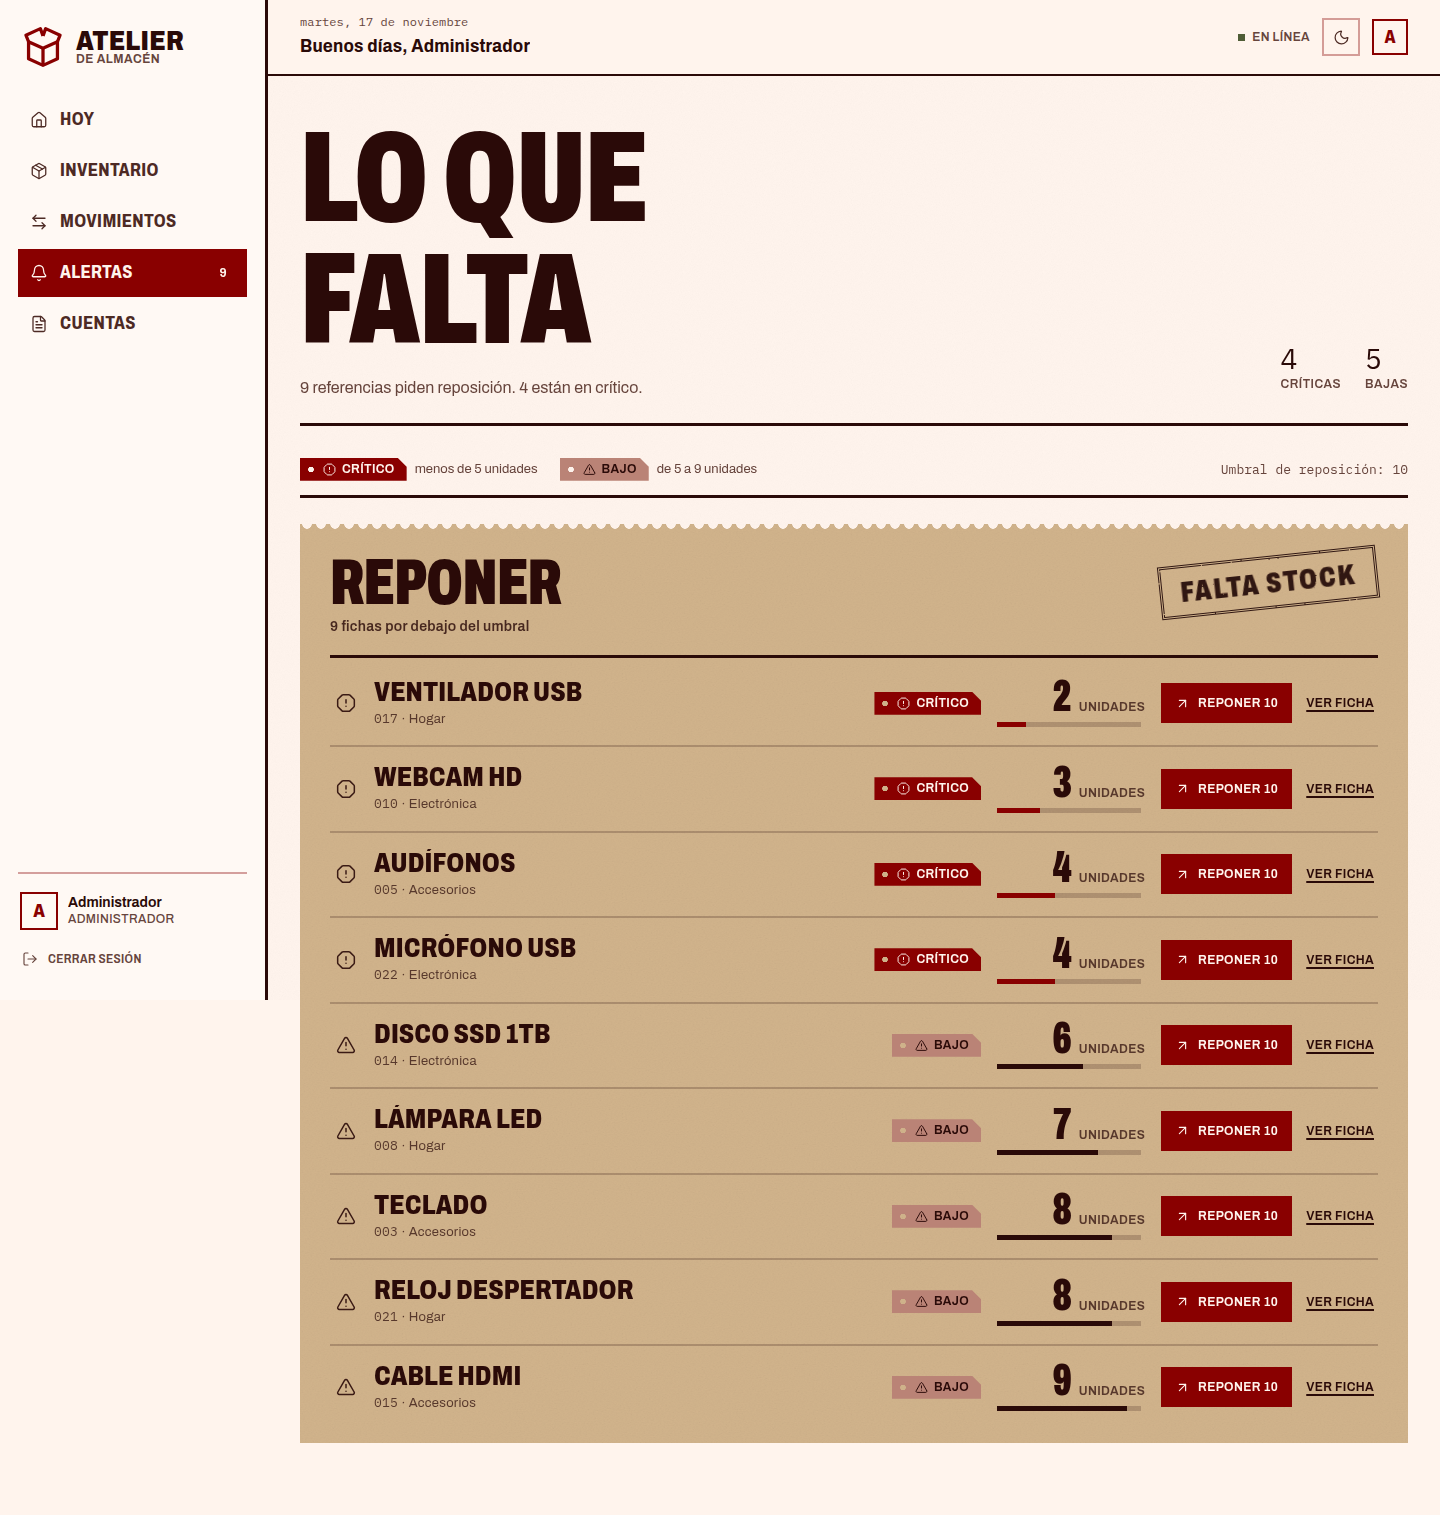 ATELIER
DE ALMACÉN
HOY
INVENTARIO
MOVIMIENTOS
ALERTAS 9
CUENTAS
Administrador
A
ADMINISTRADOR
CERRAR SESIÓN
martes, 17 de noviembre
Buenos días, Administrador
EN LÍNEA
A
LO QUE
FALTA
9 referencias piden reposición. 4 están en crítico.
4 CRÍTICAS
5 BAJAS
CRÍTICO menos de 5 unidades
BAJO de 5 a 9 unidades
Umbral de reposición: 10
REPONER
9 fichas por debajo del umbral
FALTA STOCK
VENTILADOR USB
017 · Hogar
CRÍTICO 2 UNIDADES REPONER 10 VER FICHA
WEBCAM HD
010 · Electrónica
CRÍTICO 3 UNIDADES REPONER 10 VER FICHA
AUDÍFONOS
005 · Accesorios
CRÍTICO 4 UNIDADES REPONER 10 VER FICHA
MICRÓFONO USB
022 · Electrónica
CRÍTICO 4 UNIDADES REPONER 10 VER FICHA
DISCO SSD 1TB
014 · Electrónica
BAJO 6 UNIDADES REPONER 10 VER FICHA
LÁMPARA LED
008 · Hogar
BAJO 7 UNIDADES REPONER 10 VER FICHA
TECLADO
003 · Accesorios
BAJO 8 UNIDADES REPONER 10 VER FICHA
RELOJ DESPERTADOR
021 · Hogar
BAJO 8 UNIDADES REPONER 10 VER FICHA
CABLE HDMI
015 · Accesorios
BAJO 9 UNIDADES REPONER 10 VER FICHA